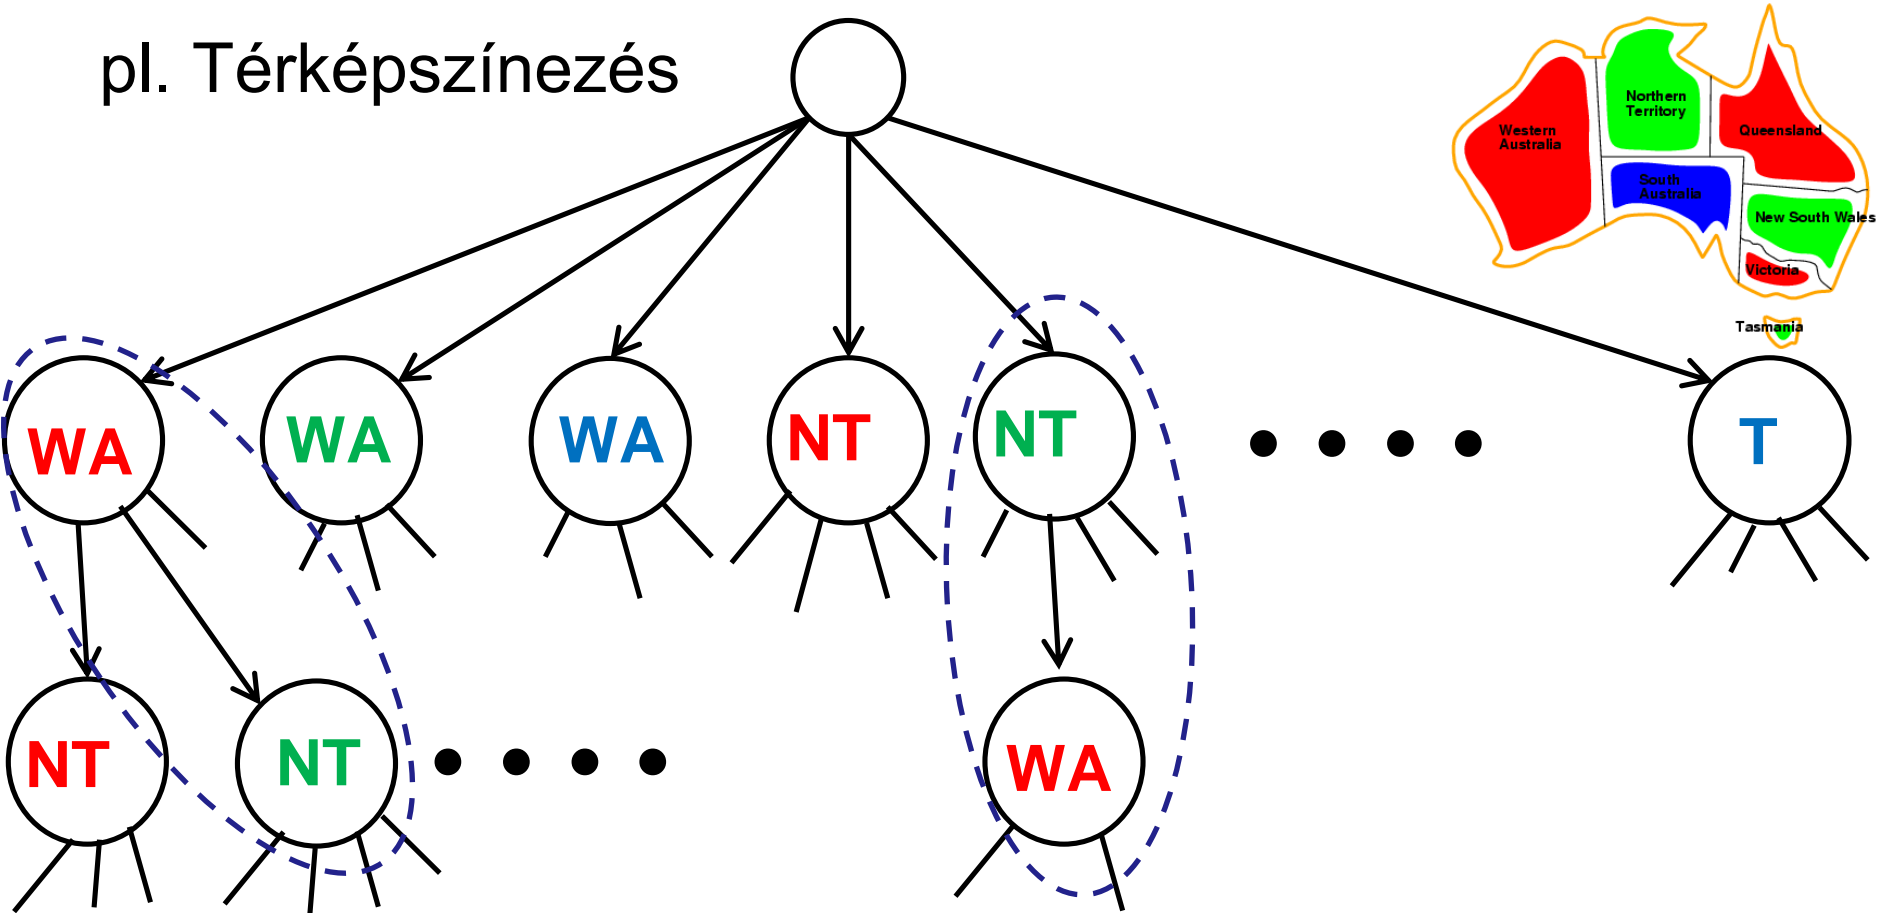 pl. Térképszínezés
Northern
Territory
Western
Australia
Queensland
South
Australia
New South Wales
Victoria
Tasmania
WA
WA
WA
NT
NT
T
NT
NT
WA